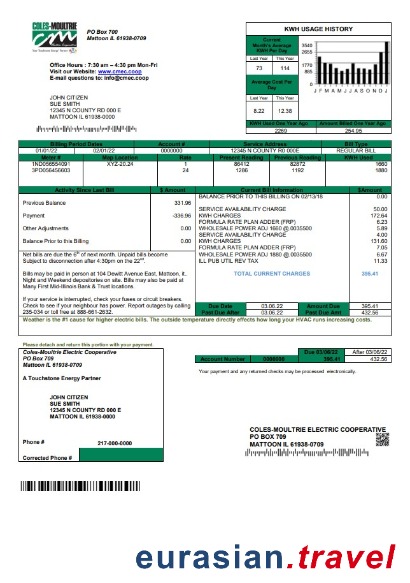 COLES-MOULTRIE
CME
PO Box 709
Mattoon IL 61938-0709
Office Hours : 7:30 am – 4:30 pm Mon-Fri
Visit our Website: www.cmec.coop
E-mail questions to: info@cmec.coop
JOHN CITIZEN
SUE SMITH
12345 N COUNTY RD 000 E
MATTOON IL 61938-0000
KWH USAGE HISTORY
Current Month's Average KWH Per Day
Last Year This Year
73 114
Average Cost Per Day
Last Year This Year
8.22 12.38
3540
2655
1770
885
0
J F M A M J J A S O N D J
KWH Used One Year Ago Amount Billed One Year Ago
2260 264.95
Billing Period Dates Account # Service Address Bill Type
01/01/22 02/01/22 0000000 12345 N COUNTY RD 000E REGULAR BILL
Meter # Map Location Rate Present Reading Previous Reading KWH Used
1ND056654091 XYZ-20.24 1 86412 82872 1660
3PD056456603 24 1286 1192 1880
Activity Since Last Bill $ Amount Current Bill Information $Amount
BALANCE PRIOR TO THIS BILLING ON 02/13/18 0.00
Previous Balance 331.96
SERVICE AVAILABILITY CHARGE 50.00
Payment -336.96
KWH CHARGES 172.64
FORMULA RATE PLAN ADDER (FRP) 6.23
Other Adjustments 0.00
WHOLESALE POWER ADJ 1660 @.0035500 5.89
SERVICE AVAILABILITY CHARGE 4.00
Balance Prior to this Billing 0.00
KWH CHARGES 131.60
FORMULA RATE PLAN ADDER (FRP) 7.05
WHOLESALE POWER ADJ 1880 @.0035500 6.67
ILL PUB UTIL REV TAX 11.33
Net bills are due the 6th of next month. Unpaid bills become
Subject to disconnection after 4:30pm on the 22nd.
TOTAL CURRENT CHARGES 395.41
Bills may be paid in person at 104 Dewitt Avenue East, Mattoon, il.
Night and Weekend depositories on site. Bills may also be paid at
Many First Mid-Illinois Bank & Trust locations.
If your service is interrupted, check your fuses or circuit breakers.
Check to see if your neighbour has power. Report outages by calling
235-034 or toll free at 888-661-2632.
Due Date 03.06.22 Amount Due 395.41
Past Due After 03.06.22 Past Due Amt 432.56
Weather is the #1 cause for higher electric bills. The outside temperature directly effects how long your HVAC runs increasing costs.
Please detach and return this portion with your payment.
Coles-Moultrie Electric Cooperative
PO Box 709
Mattoon IL 61938-0709
A Touchstone Energy Partner
JOHN CITIZEN
SUE SMITH
12345 N COUNTY RD 000 E
MATTOON IL 61938-0000
Phone # 217-000-0000
Corrected Phone #
Due 03/06/22 After 03/06/22
Account Number 0000000 395.41 432.56
Your payment and any returned checks may be processed electronically.
COLES-MOULTRIE ELECTRIC COOPERATIVE
PO BOX 709
MATTOON IL 61938-0709
eurasian.travel